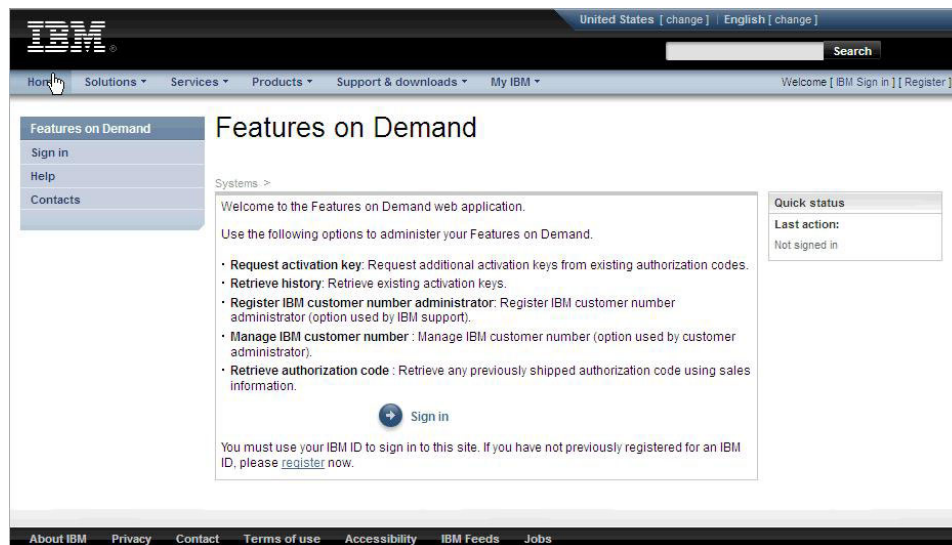 United States [ change ] | English [ change ]
IBM®
Search
Home Solutions Services Products Support & downloads My IBM Welcome [ IBM Sign in ] [ Register ]
Features on Demand
Sign in
Help
Contacts
Features on Demand
Systems >
Welcome to the Features on Demand web application.
Use the following options to administer your Features on Demand.
· Request activation key: Request additional activation keys from existing authorization codes.
· Retrieve history: Retrieve existing activation keys.
· Register IBM customer number administrator: Register IBM customer number
administrator (option used by IBM support).
· Manage IBM customer number : Manage IBM customer number (option used by customer
administrator).
· Retrieve authorization code : Retrieve any previously shipped authorization code using sales
information.
Sign in
You must use your IBM ID to sign in to this site. If you have not previously registered for an IBM
ID, please register now.
Quick status
Last action:
Not signed in
About IBM Privacy Contact Terms of use Accessibility IBM Feeds Jobs